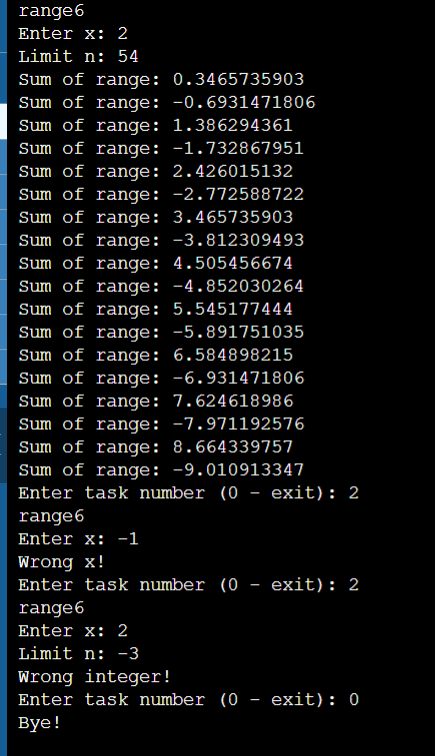 range6
Enter x: 2
Limit n: 54
Sum of range: 0.3465735903
Sum of range: -0.6931471806
Sum of range: 1.386294361
Sum of range: -1.732867951
Sum of range: 2.426015132
Sum of range: -2.772588722
Sum of range: 3.465735903
Sum of range: -3.812309493
Sum of range: 4.505456674
Sum of range: -4.852030264
Sum of range: 5.545177444
Sum of range: -5.891751035
Sum of range: 6.584898215
Sum of range: -6.931471806
Sum of range: 7.624618986
Sum of range: -7.971192576
Sum of range: 8.664339757
Sum of range: -9.010913347
Enter task number (0 - exit): 2
range6
Enter x: -1
Wrong x!
Enter task number (0 - exit): 2
range6
Enter x: 2
Limit n: -3
Wrong integer!
Enter task number (0 - exit): 0
Bye!